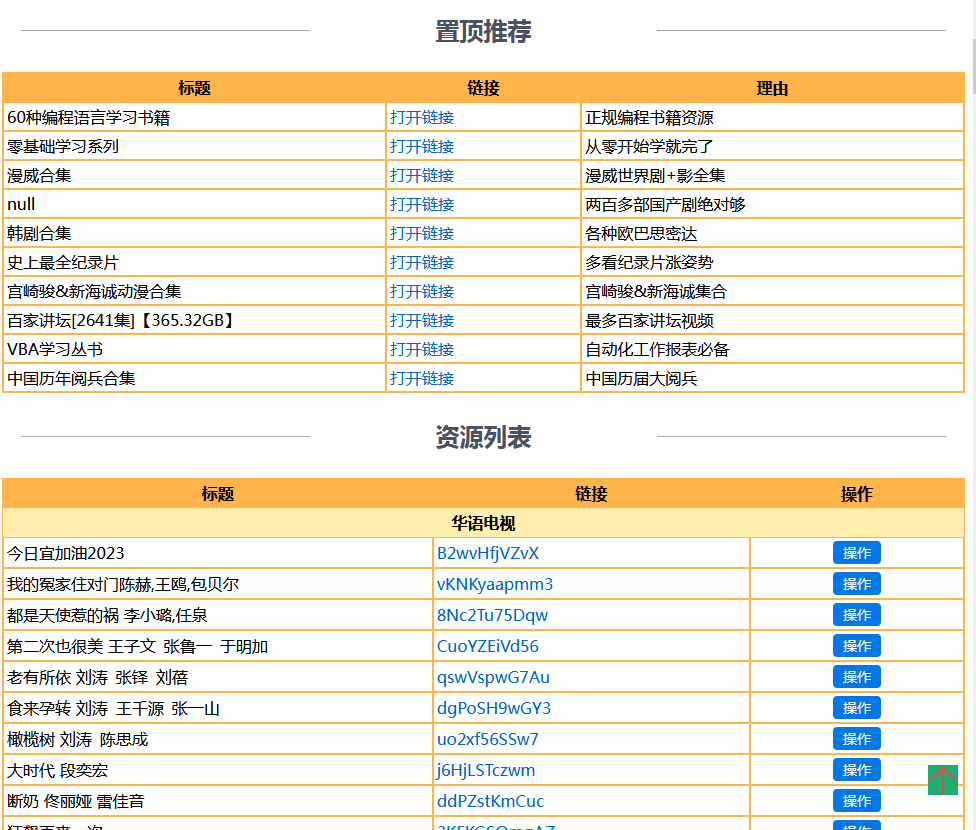 置顶推荐
标题 链接 理由
60种编程语言学习书籍 打开链接 正规编程书籍资源
零基础学习系列 打开链接 从零开始学就完了
漫威合集 打开链接 漫威世界剧+影全集
null 打开链接 两百多部国产剧绝对够
韩剧合集 打开链接 各种欧巴思密达
史上最全纪录片 打开链接 多看纪录片涨姿势
宫崎骏&新海诚动漫合集 打开链接 宫崎骏&新海诚集合
百家讲坛[2641集]【365.32GB】 打开链接 最多百家讲坛视频
VBA学习丛书 打开链接 自动化工作报表必备
中国历年阅兵合集 打开链接 中国历届大阅兵
资源列表
标题 链接 操作
华语电视
今日宜加油2023 B2wvHfjVZvX 操作
我的冤家住对门陈赫,王鸥,包贝尔 vKNKyaapmm3 操作
都是天使惹的祸 李小璐,任泉 8Nc2Tu75Dqw 操作
第二次也很美 王子文 张鲁一 于明加 CuoYZEiVd56 操作
老有所依 刘涛 张铎 刘蓓 qswVspwG7Au 操作
食来孕转 刘涛 王千源 张一山 dgPoSH9wGY3 操作
橄榄树 刘涛 陈思成 uo2xf56SSw7 操作
大时代 段奕宏 j6HjLSTczwm 操作
断奶 佟丽娅 雷佳音 ddPZstKmCuc 操作